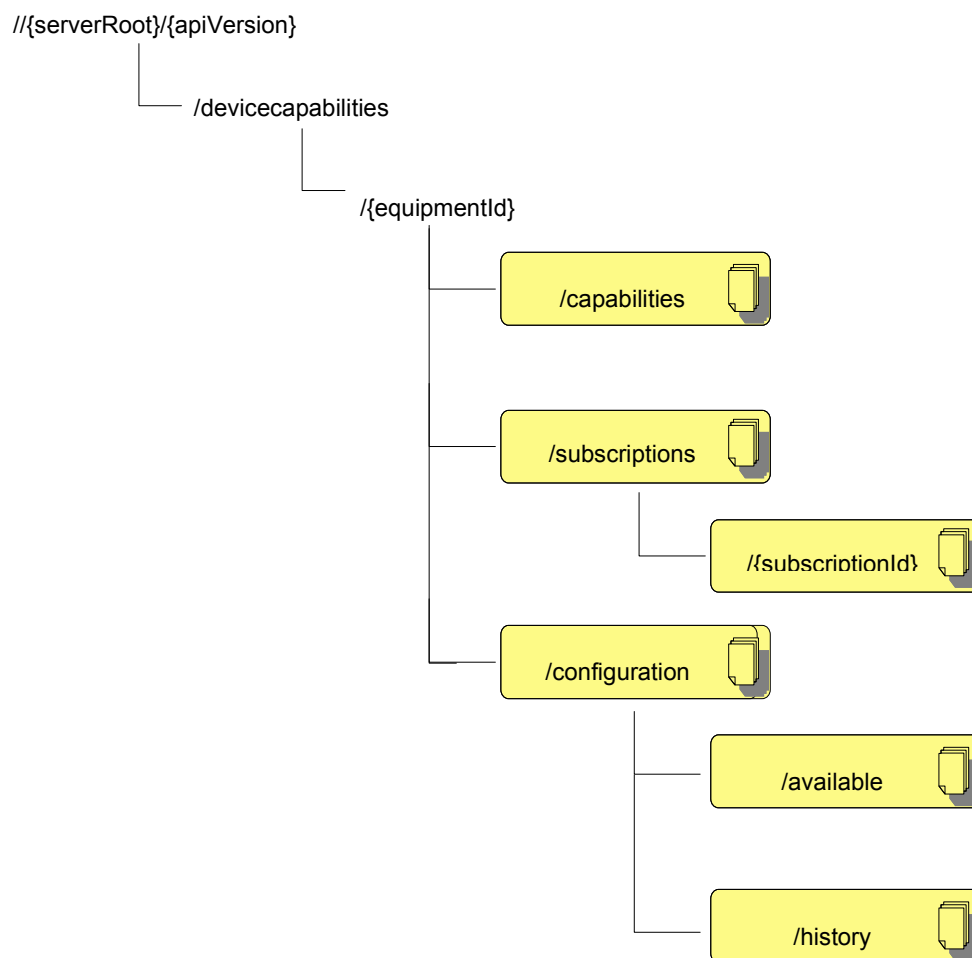 //{serverRoot}/{apiVersion}
/devicecapabilities
/{equipmentId}
/capabilities
/subscriptions
/{subscriptionId}
/configuration
/available
/history